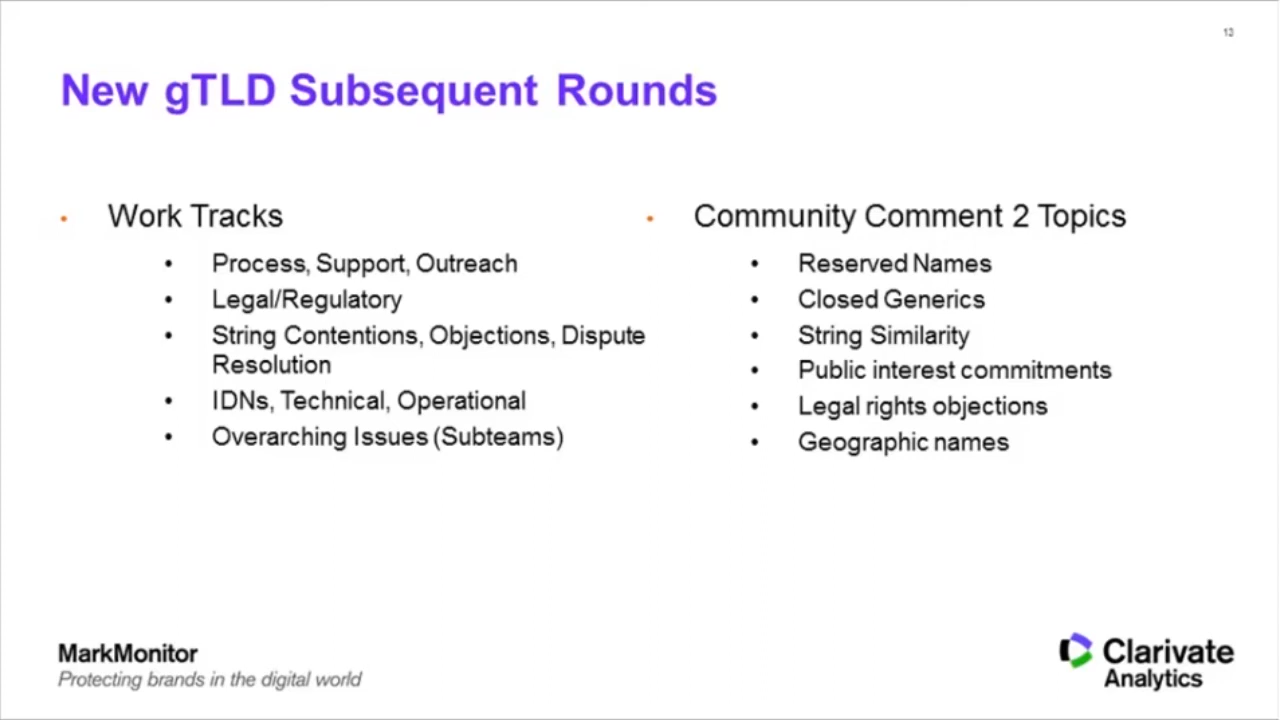 13
New gTLD Subsequent Rounds
• Work Tracks
• Process, Support, Outreach
• Legal/Regulatory
• String Contentions, Objections, Dispute
Resolution
• IDNs, Technical, Operational
• Overarching Issues (Subteams)
• Community Comment 2 Topics
• Reserved Names
• Closed Generics
• String Similarity
• Public interest commitments
• Legal rights objections
• Geographic names
MarkMonitor
Protecting brands in the digital world
Clarivate
Analytics